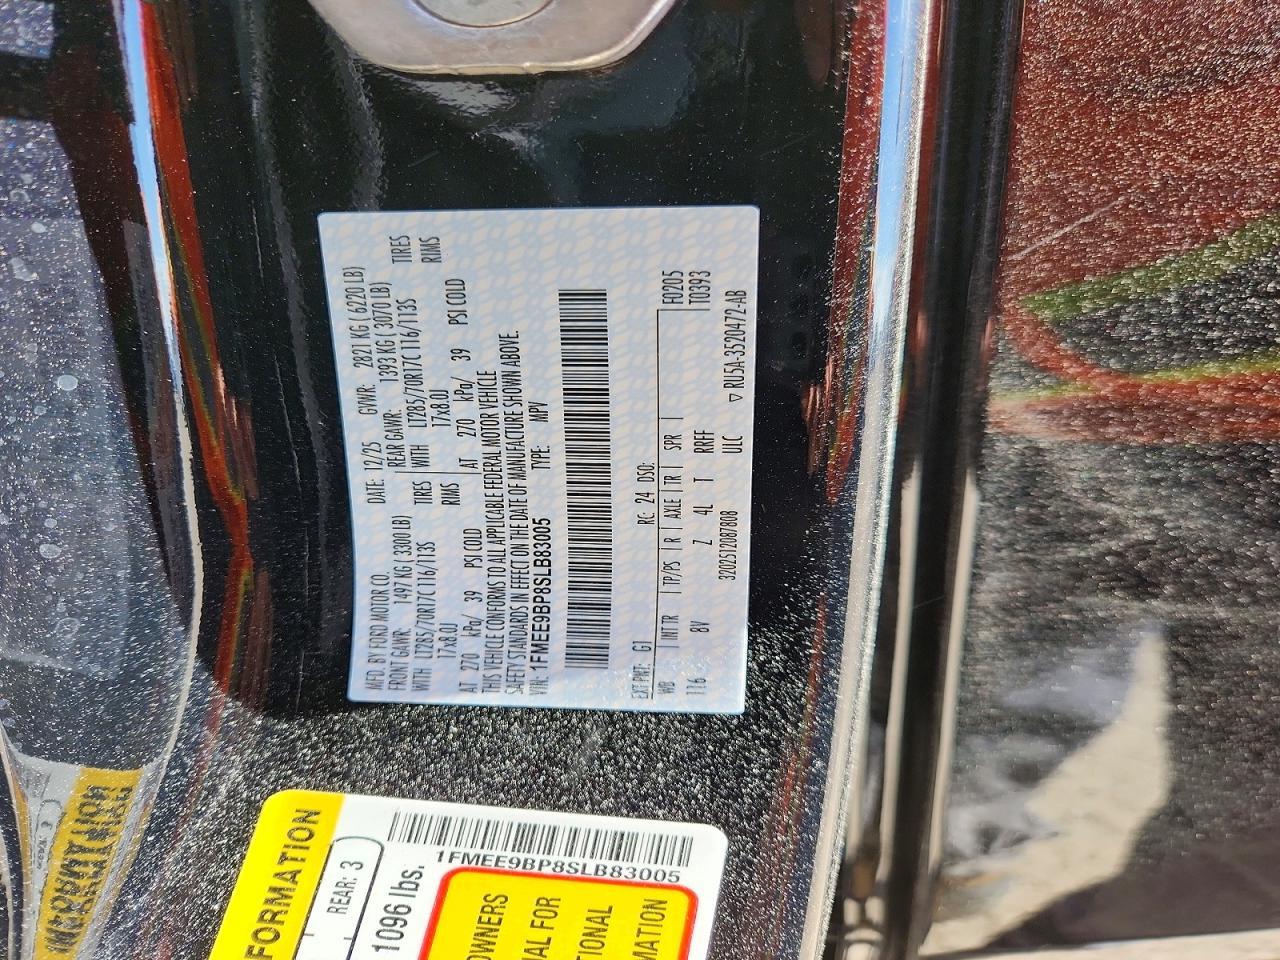 MFD. BY FORD MOTOR CO.
DATE: 12/25 GVWR: 2821 KG ( 6220 LB)
FRONT GAWR: 1497 KG (3300LB) REAR GAWR: 1393 KG ( 3070 LB)
WITH LT285/70R17C 116/113S TIRES WITH LT285/70R17C 116/113S TIRES
17x8.0J RIMS 17x8.0J RIMS
AT 270 kPa/ 39 PSI COLD AT 270 kPa/ 39 PSI COLD
THIS VEHICLE CONFORMS TO ALL APPLICABLE FEDERAL MOTOR VEHICLE
SAFETY STANDARDS IN EFFECT ON THE DATE OF MANUFACTURE SHOWN ABOVE.
VIN: 1FMEE9BP8SLB83005 TYPE: MPV
EXT PNT: G1 RC: 24 DSO: F0205
WB INT TR TP/PS R AXLE TR SPR T0393
116 8V Z 4L T RRFF
3202512087808 ULC ▽ RU5A-3520472-AB
FORMATION
REAR: 3
1096 lbs.
1FMEE9BP8SLB83005
OWNERS
AL FOR
TIONAL
MATION